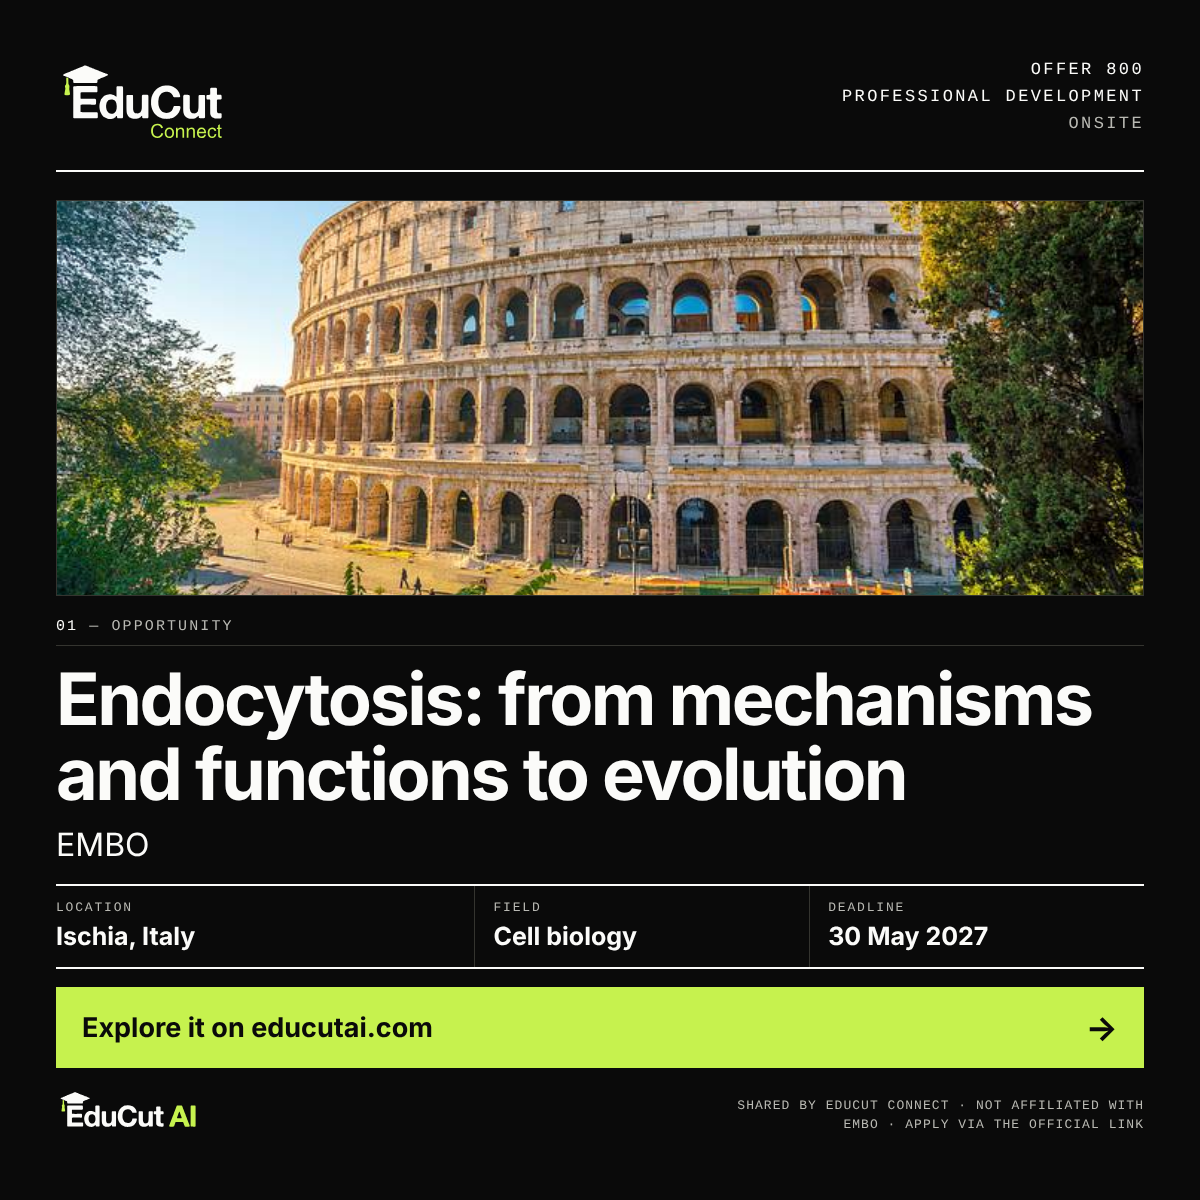 EduCut
Connect
OFFER 800
PROFESSIONAL DEVELOPMENT
ONSITE
01 — OPPORTUNITY
Endocytosis: from mechanisms
and functions to evolution
EMBO
LOCATION
Ischia, Italy
FIELD
Cell biology
DEADLINE
30 May 2027
Explore it on educutai.com →
EduCut AI
SHARED BY EDUCUT CONNECT · NOT AFFILIATED WITH
EMBO · APPLY VIA THE OFFICIAL LINK